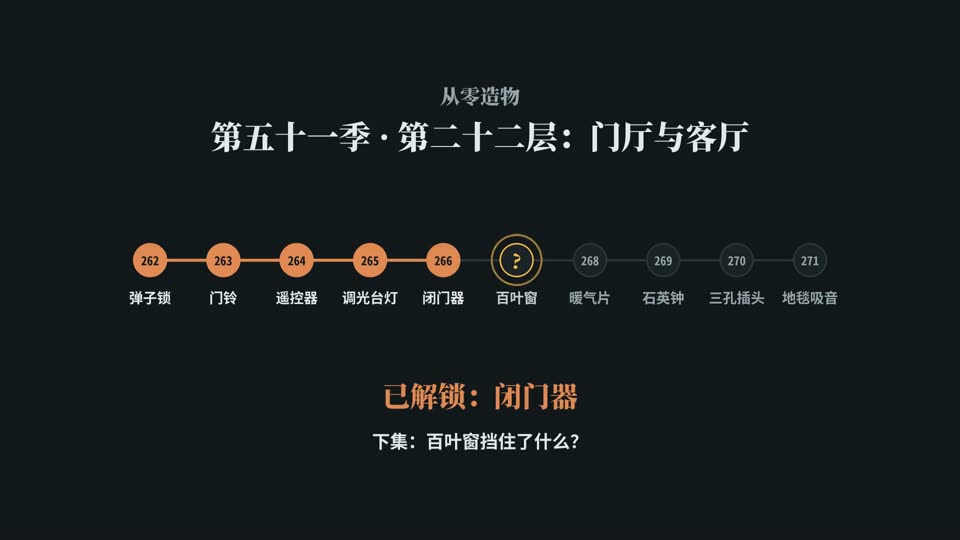 从零造物
第五十一季 · 第二十二层：门厅与客厅
262 263 264 265 266 ? 268 269 270 271
弹子锁 门铃 遥控器 调光台灯 闭门器 百叶窗 暖气片 石英钟 三孔插头 地毯吸音
已解锁：闭门器
下集：百叶窗挡住了什么？